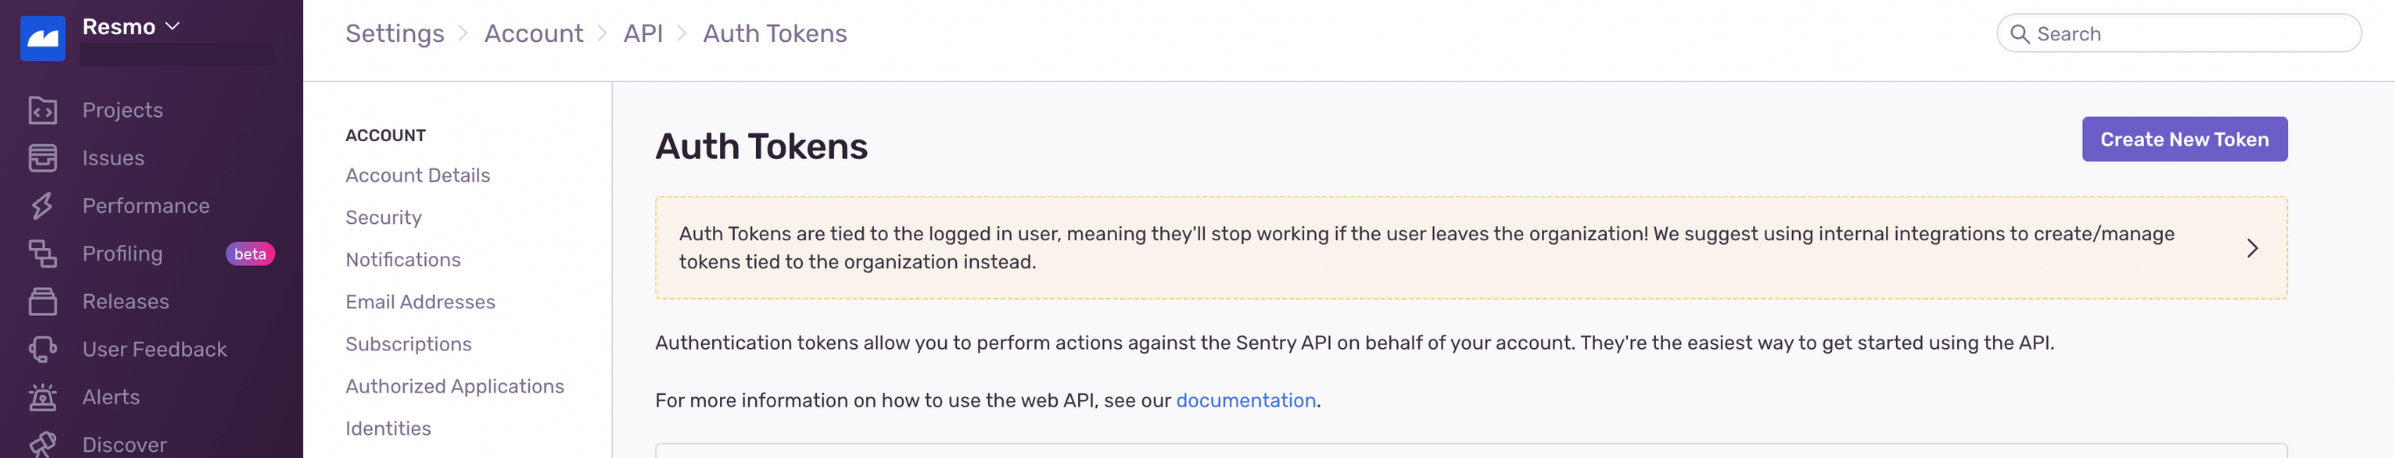 Resmo
Projects
Issues
Performance
Profiling beta
Releases
User Feedback
Alerts
Discover
Settings > Account > API > Auth Tokens
Search
ACCOUNT
Account Details
Security
Notifications
Email Addresses
Subscriptions
Authorized Applications
Identities
Auth Tokens
Create New Token
Auth Tokens are tied to the logged in user, meaning they'll stop working if the user leaves the organization! We suggest using internal integrations to create/manage
tokens tied to the organization instead.
Authentication tokens allow you to perform actions against the Sentry API on behalf of your account. They're the easiest way to get started using the API.
For more information on how to use the web API, see our documentation.